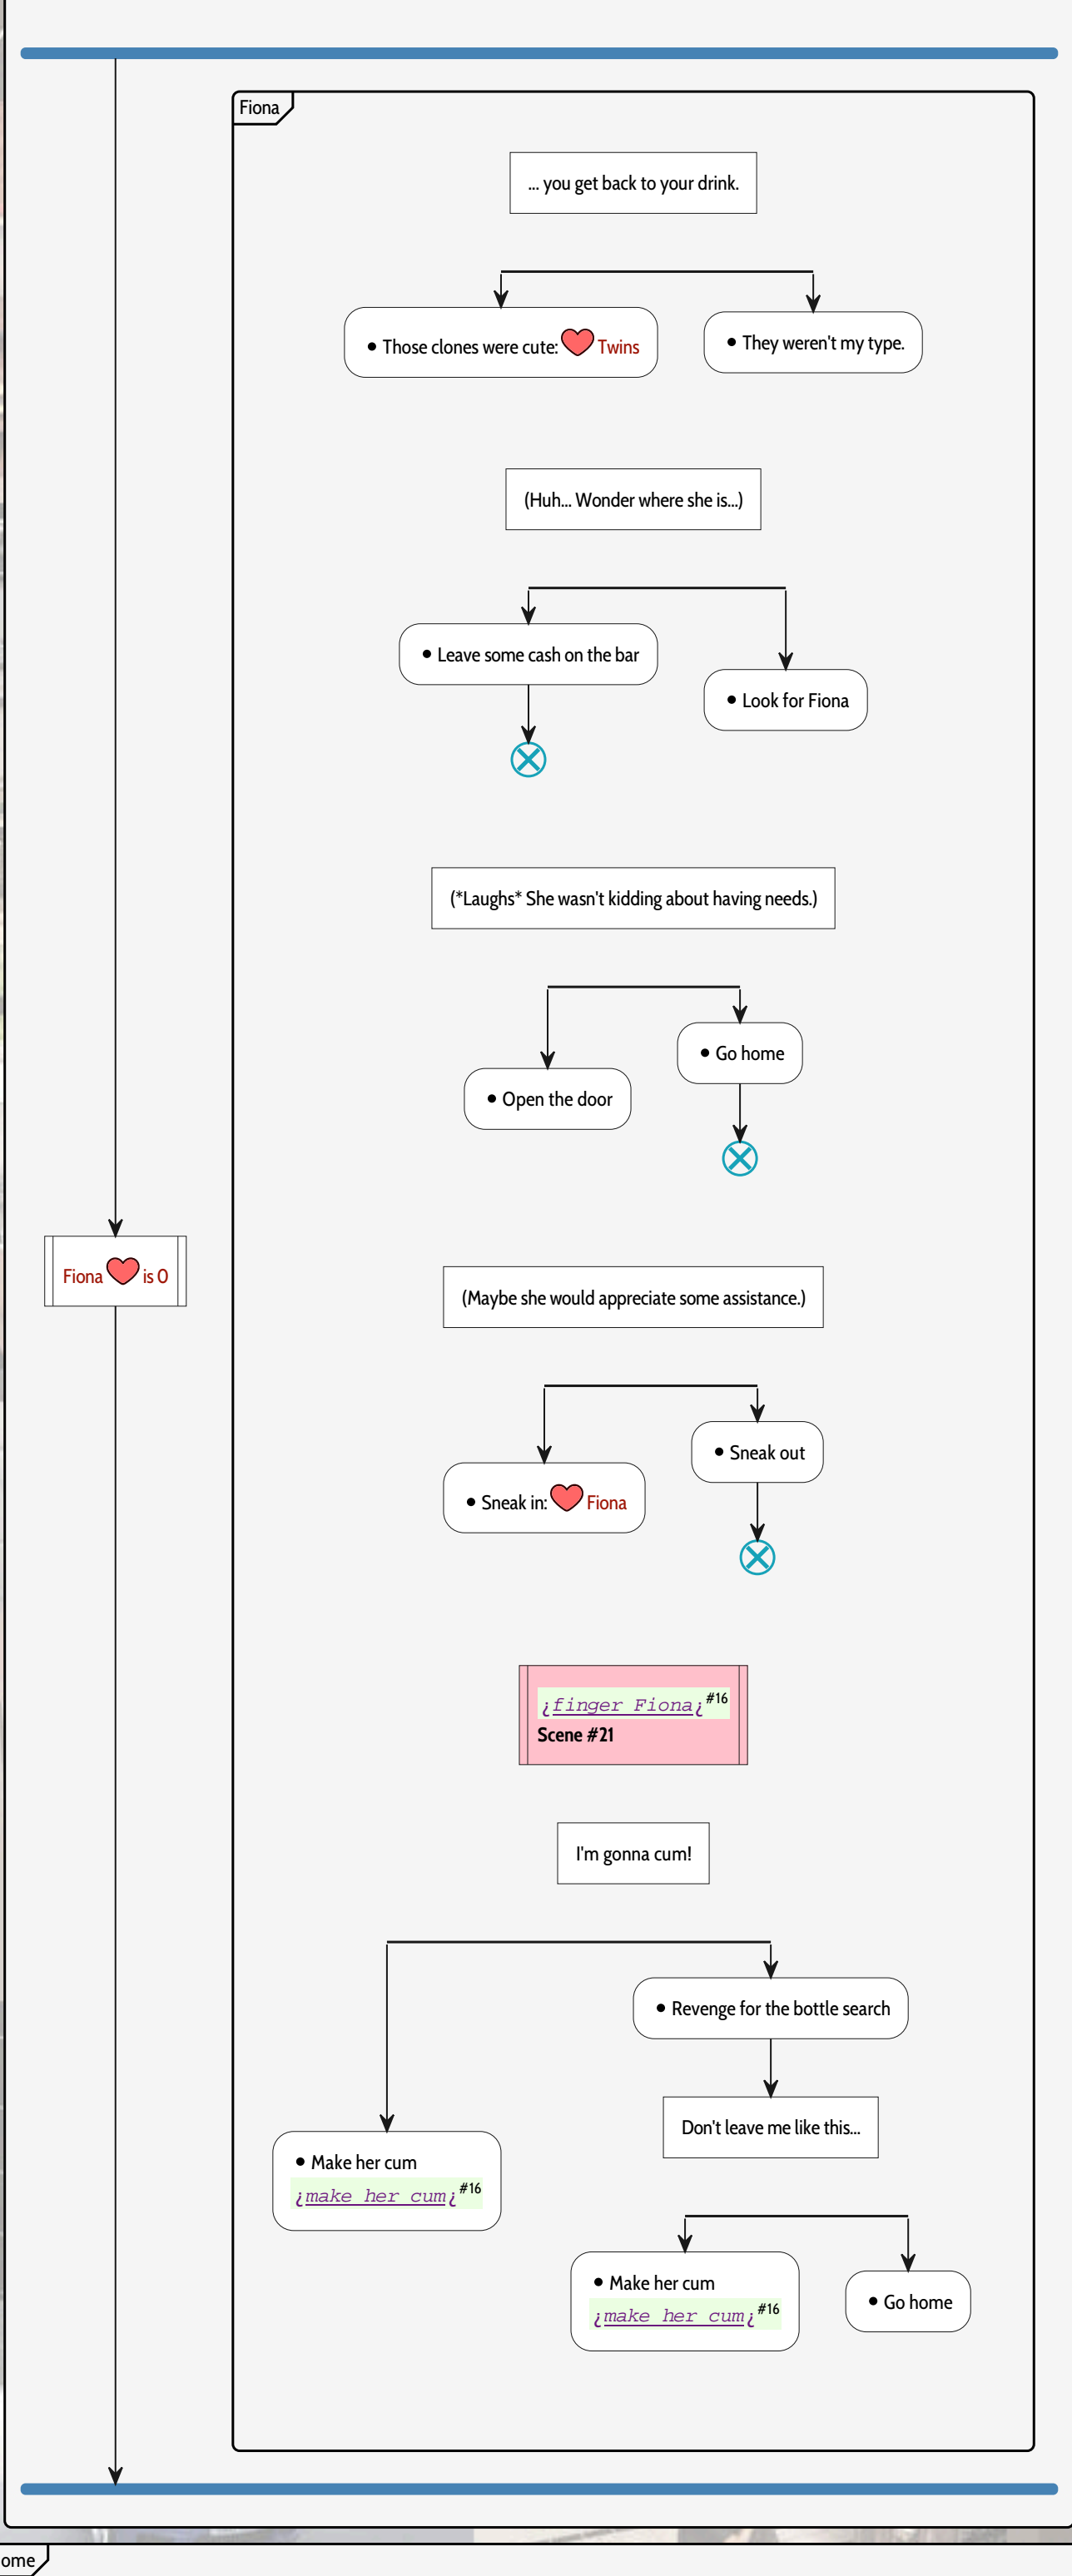 Fiona
... you get back to your drink.
• Those clones were cute: Twins
• They weren't my type.
(Huh... Wonder where she is...)
• Leave some cash on the bar
• Look for Fiona
(*Laughs* She wasn't kidding about having needs.)
• Go home
• Open the door
Fiona is 0
(Maybe she would appreciate some assistance.)
• Sneak out
• Sneak in: Fiona
¿finger Fiona¿#16
Scene #21
I'm gonna cum!
• Revenge for the bottle search
Don't leave me like this...
• Make her cum
¿make her cum¿#16
• Make her cum
¿make her cum¿#16
• Go home
ome